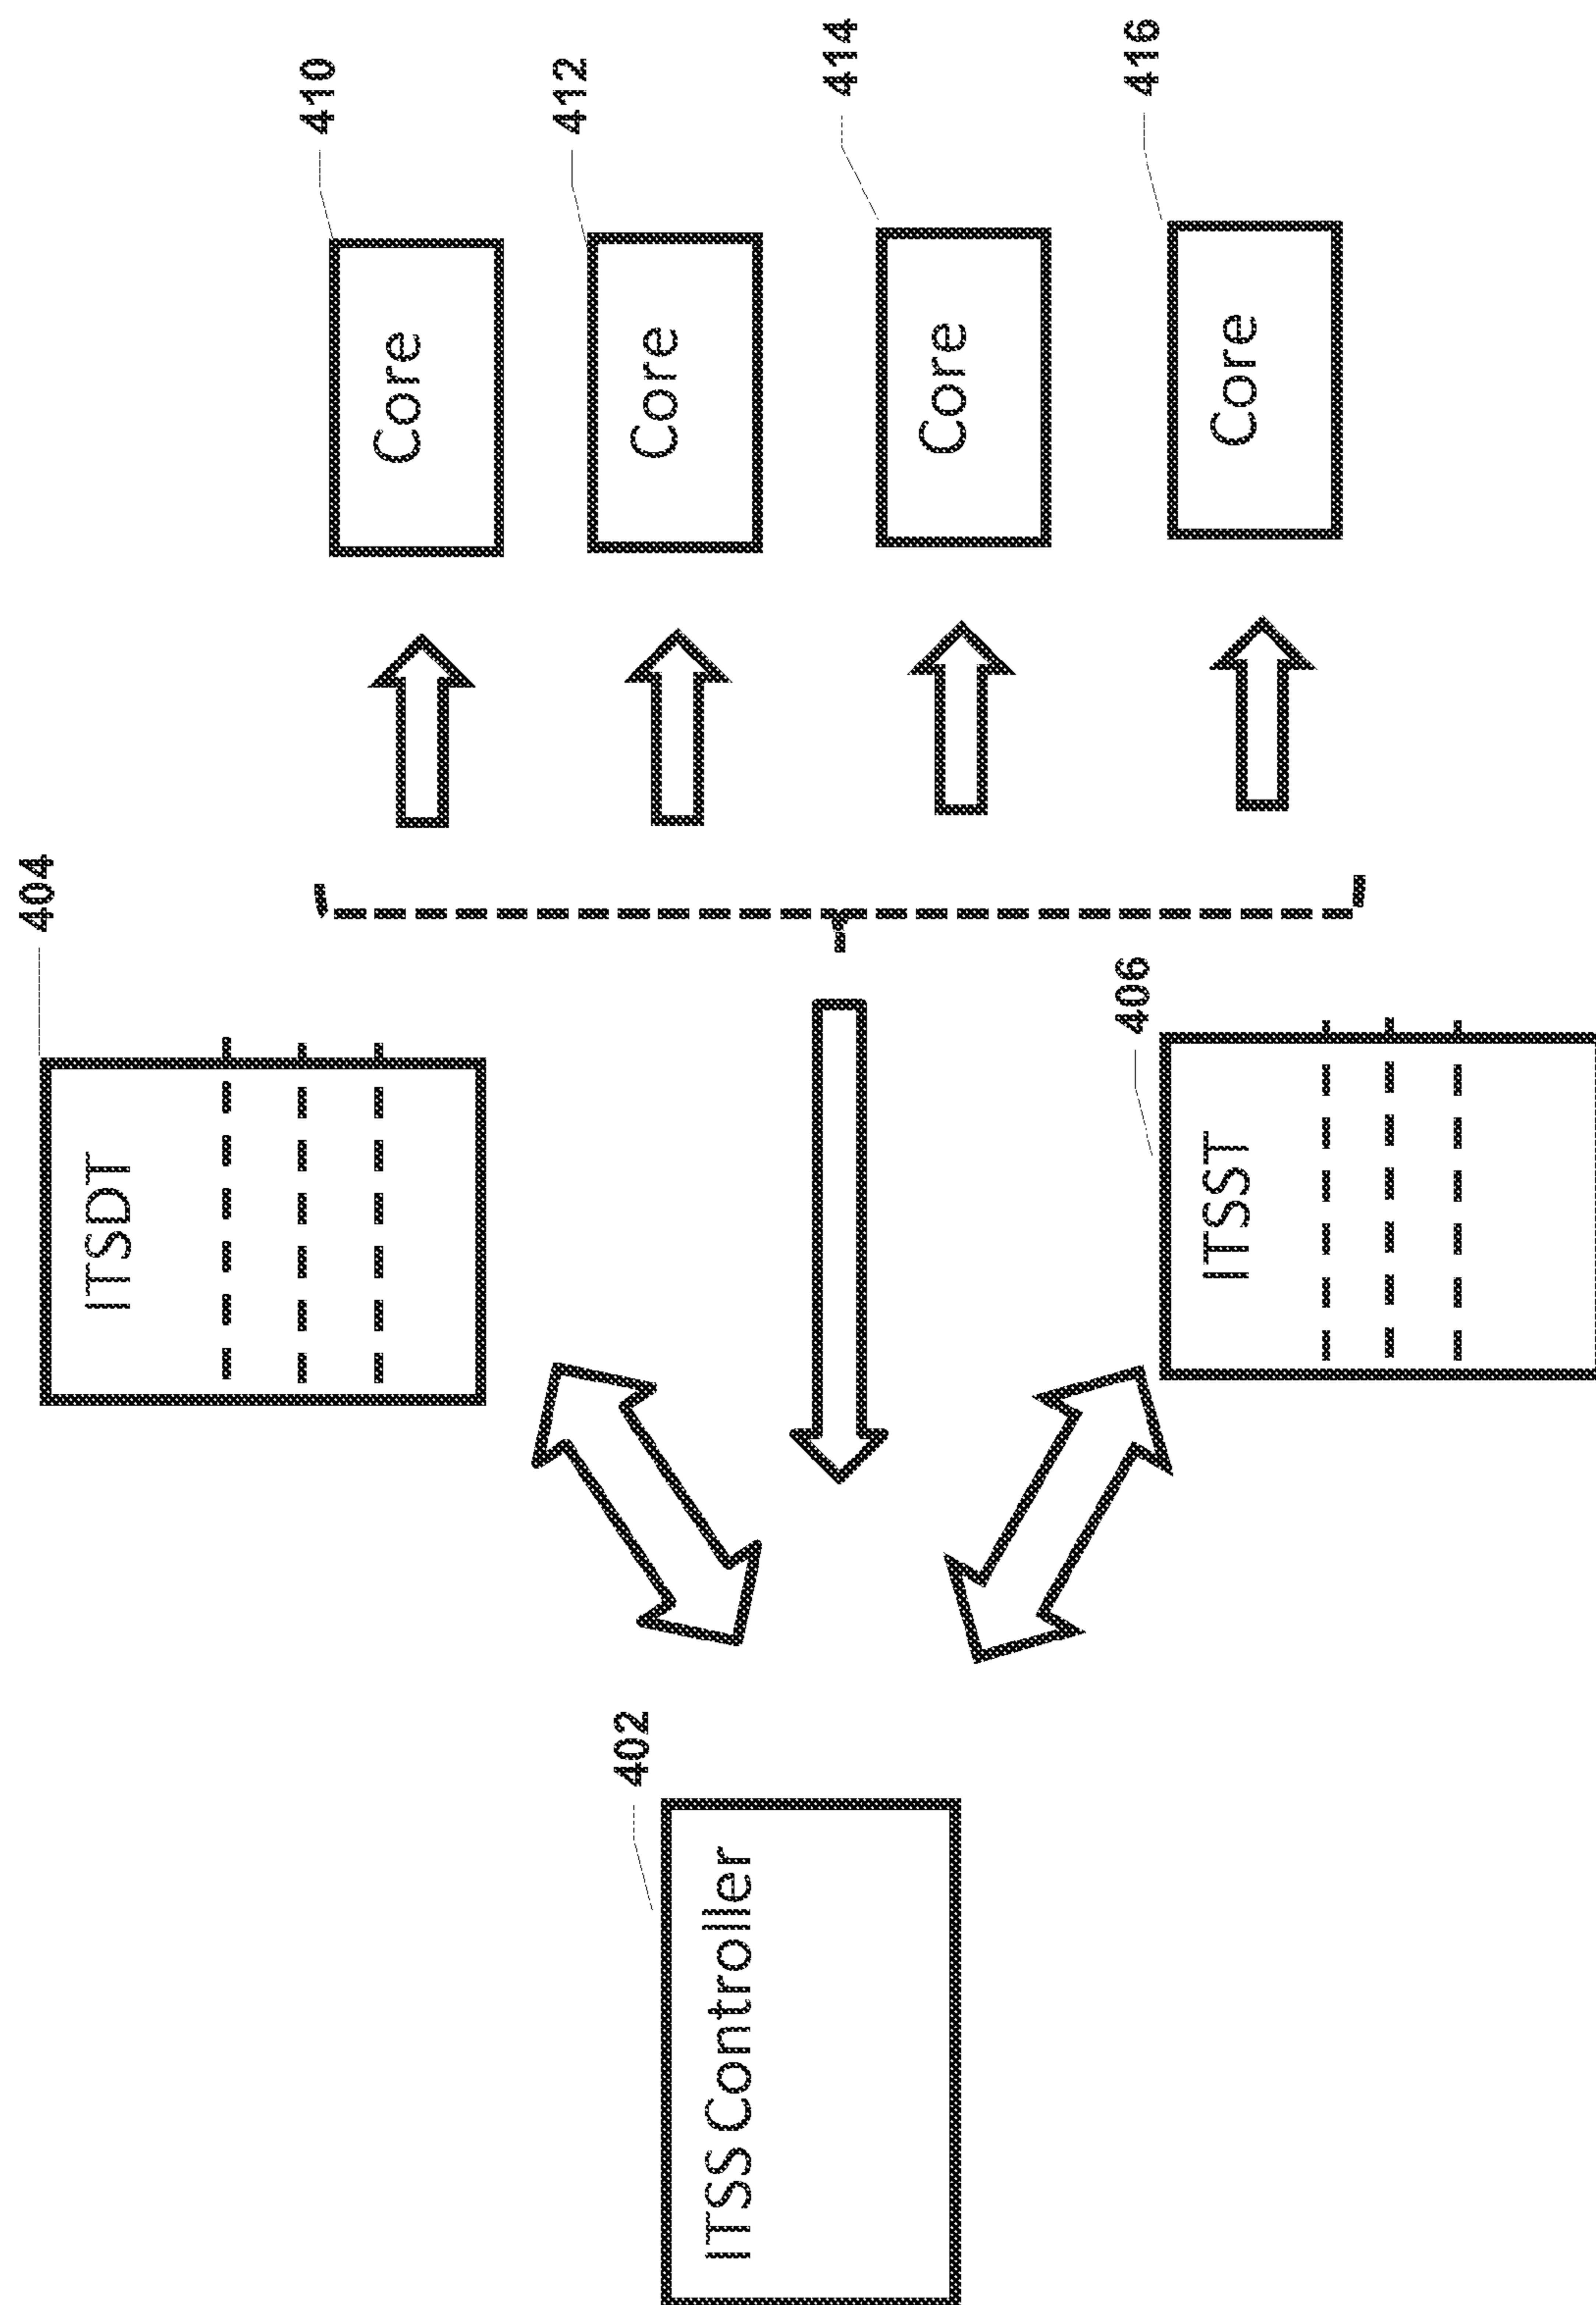 404
ITSDT
410
Core
412
402
Core
ITSS Controller
414
Core
406
416
ITSST
Core